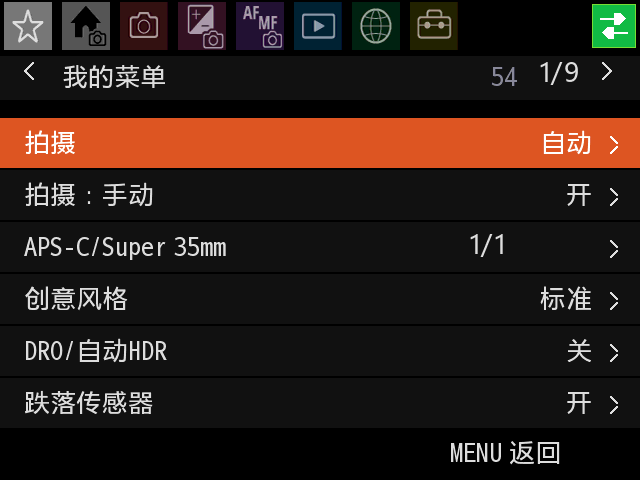 AF MF
我的菜单 54 1/9
拍摄 自动
拍摄：手动 开
APS-C/Super 35mm 1/1
创意风格 标准
DRO/自动HDR 关
跌落传感器 开
MENU 返回